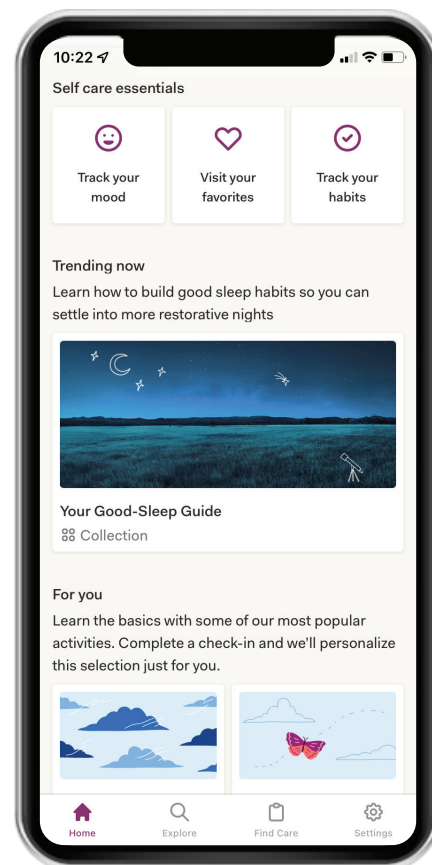 10:22
Self care essentials
Track your
mood
Visit your
favorites
Track your
habits
Trending now
Learn how to build good sleep habits so you can
settle into more restorative nights
Your Good-Sleep Guide
Collection
For you
Learn the basics with some of our most popular
activities. Complete a check-in and we’ll personalize
this selection just for you.
Home
Explore
Find Care
Settings